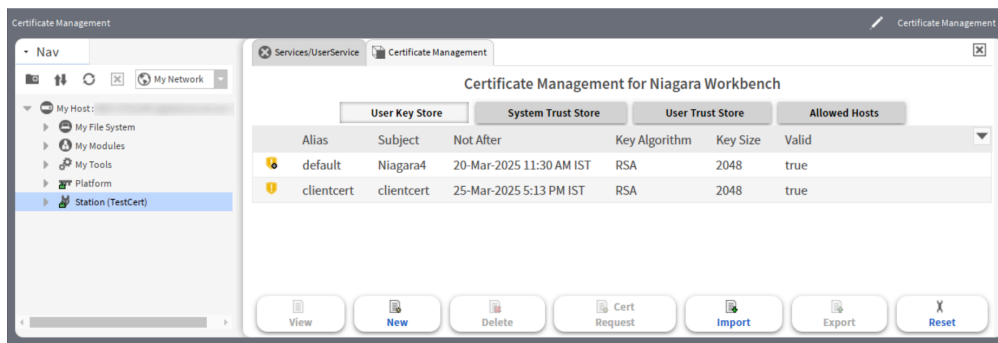 Certificate Management
Certificate Management
Nav
Services/UserService
Certificate Management
My Network
Certificate Management for Niagara Workbench
My Host :
User Key Store
System Trust Store
User Trust Store
Allowed Hosts
My File System
My Modules
My Tools
Platform
Station (TestCert)
Alias Subject Not After Key Algorithm Key Size Valid
default Niagara4 20-Mar-2025 11:30 AM IST RSA 2048 true
clientcert clientcert 25-Mar-2025 5:13 PM IST RSA 2048 true
View
New
Delete
Cert
Request
Import
Export
Reset